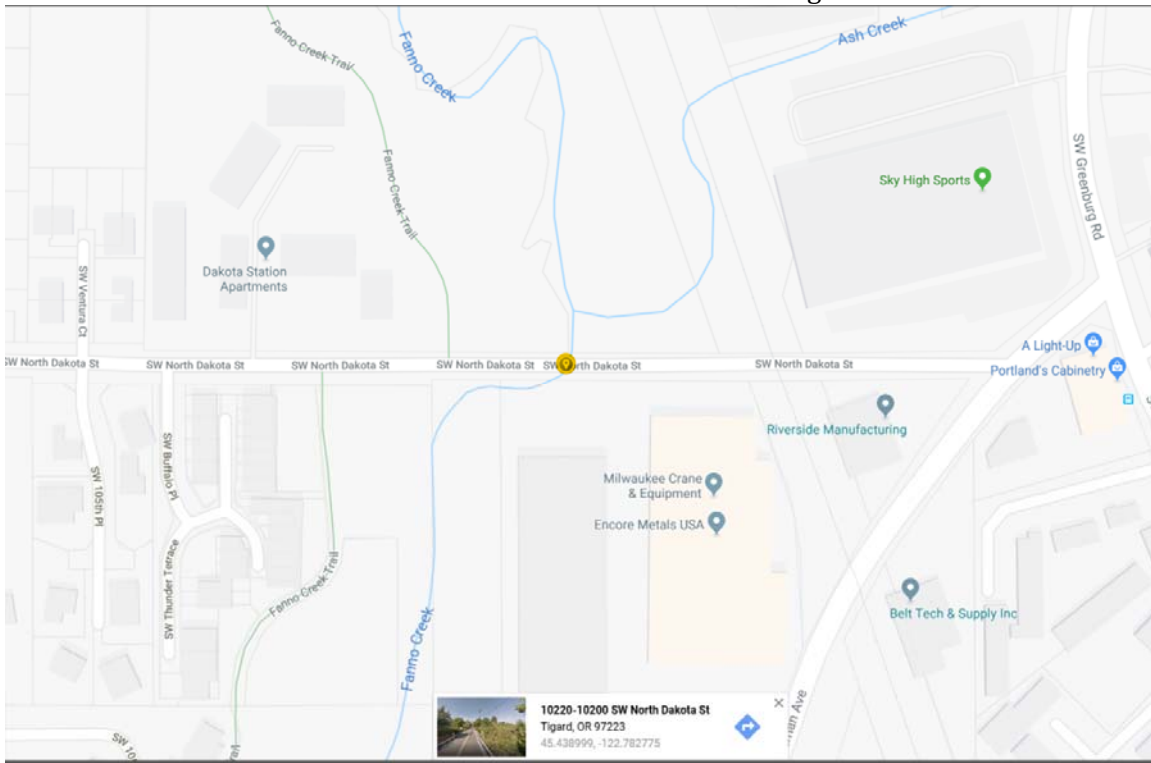 Fanno Creek Trail
Fanno Creek
Ash Creek
SW Greenburg Rd
Fanno Creek Trail
Sky High Sports
Dakota Station
Apartments
SW Ventura Ct
A Light-Up
Portland's Cabinetry
SW North Dakota St
SW North Dakota St
SW North Dakota St
SW North Dakota St
SW North Dakota St
SW North Dakota St
Riverside Manufacturing
SW Buffalo Pl
SW 105th Pl
Milwaukee Crane
& Equipment
Encore Metals USA
SW Thunder Terrace
Fanno Creek Trail
Fanno Creek
Belt Tech & Supply Inc
10220-10200 SW North Dakota St
Tigard, OR 97223
45.438999, -122.782775
Ave